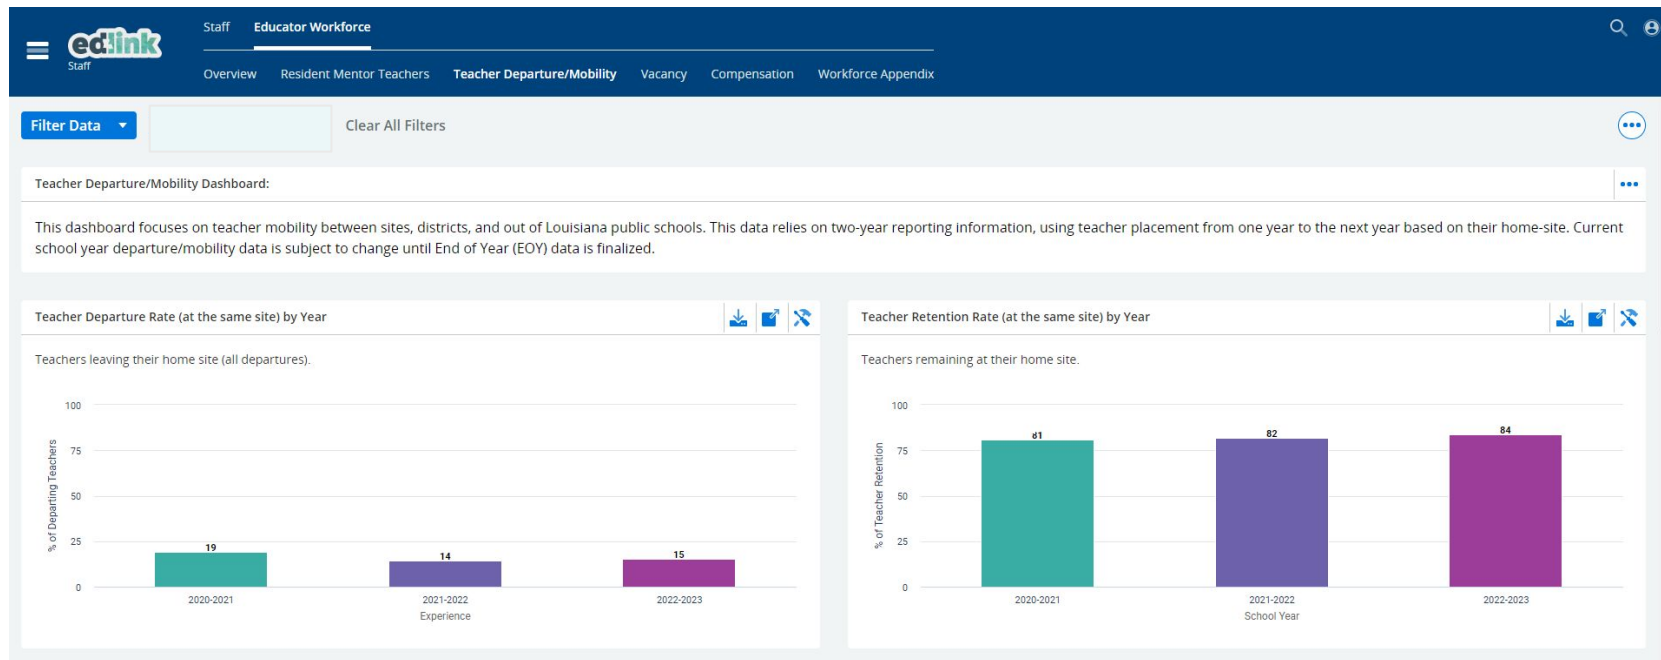 Staff Educator Workforce
edlink
Staff
Overview Resident Mentor Teachers Teacher Departure/Mobility Vacancy Compensation Workforce Appendix
Filter Data Clear All Filters
Teacher Departure/Mobility Dashboard:
This dashboard focuses on teacher mobility between sites, districts, and out of Louisiana public schools. This data relies on two-year reporting information, using teacher placement from one year to the next year based on their home-site. Current
school year departure/mobility data is subject to change until End of Year (EOY) data is finalized.
Teacher Departure Rate (at the same site) by Year
Teachers leaving their home site (all departures).
% of Departing Teachers
100
75
50
25
0
19
14
15
2020-2021
2021-2022
2022-2023
Experience
Teacher Retention Rate (at the same site) by Year
Teachers remaining at their home site.
% of Teacher Retention
100
75
50
25
0
81
82
84
2020-2021
2021-2022
2022-2023
School Year